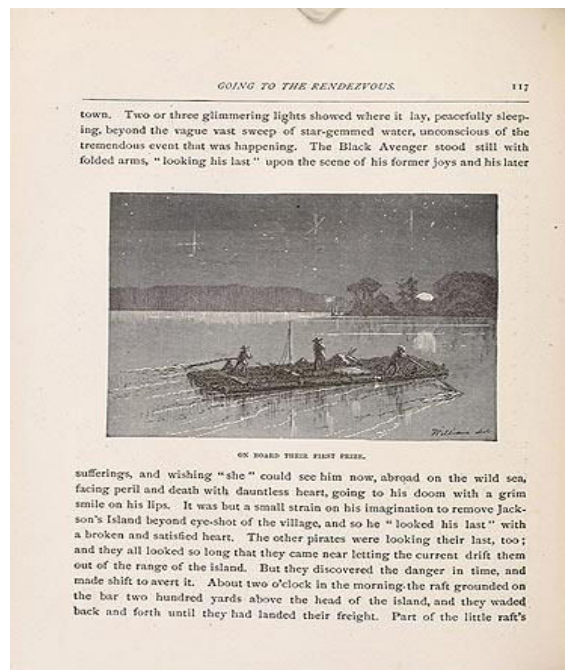 GOING TO THE RENDEZVOUS. 117
town. Two or three glimmering lights showed where it lay, peacefully sleep-
ing, beyond the vague vast sweep of star-gemmed water, unconscious of the
tremendous event that was happening. The Black Avenger stood still with
folded arms, "looking his last" upon the scene of his former joys and his later
ON BOARD THEIR FIRST PRIZE.
sufferings, and wishing "she" could see him now, abroad on the wild sea,
facing peril and death with dauntless heart, going to his doom with a grim
smile on his lips. It was but a small strain on his imagination to remove Jack-
son's Island beyond eye-shot of the village, and so he "looked his last" with
a broken and satisfied heart. The other pirates were looking their last, too;
and they all looked so long that they came near letting the current drift them
out of the range of the island. But they discovered the danger in time, and
made shift to avert it. About two o'clock in the morning the raft grounded on
the bar two hundred yards above the head of the island, and they waded
back and forth until they had landed their freight. Part of the little raft's